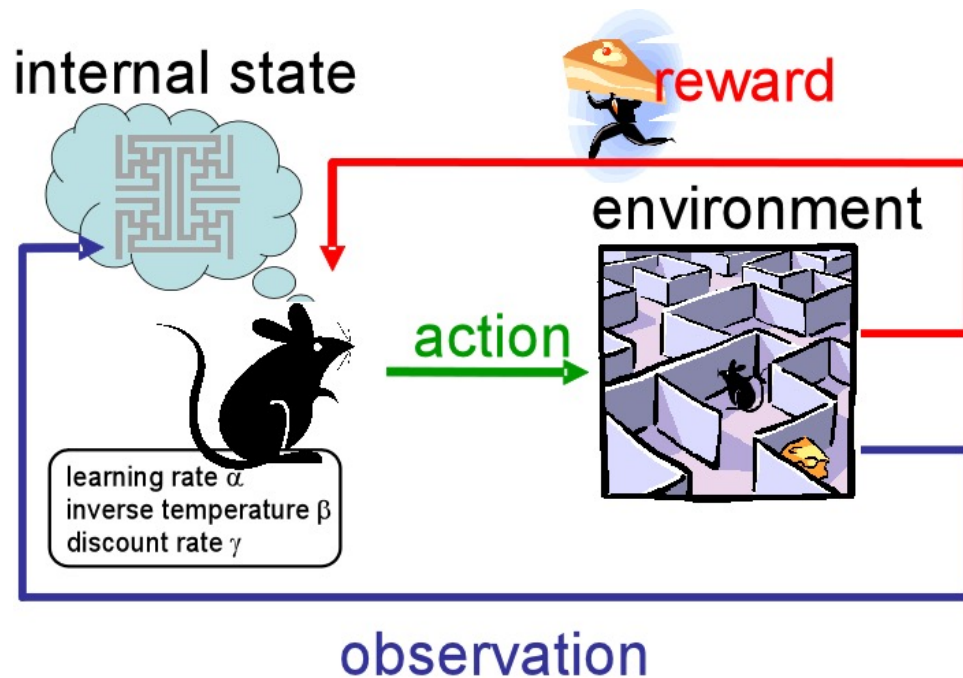 internal state
reward
environment
action
learning rate α
inverse temperature β
discount rate γ
observation